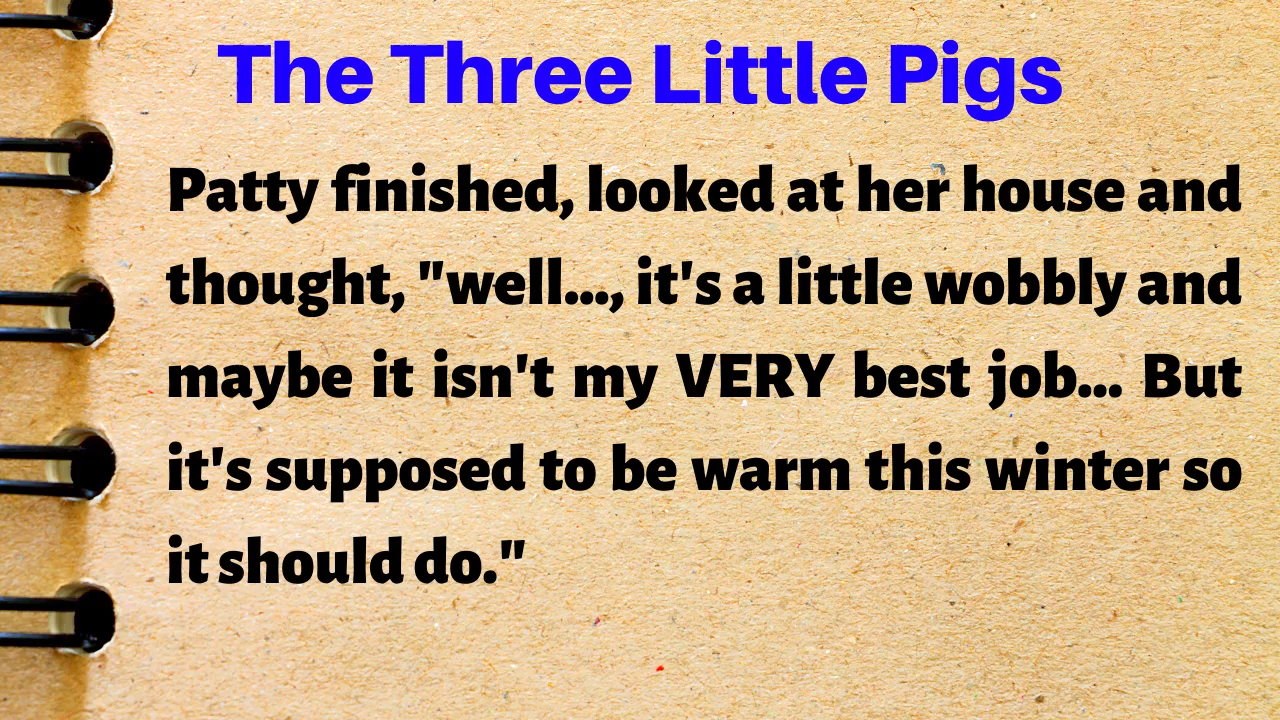 The Three Little Pigs
Patty finished, looked at her house and
thought, "well..., it's a little wobbly and
maybe it isn't my VERY best job... But
it's supposed to be warm this winter so
it should do."